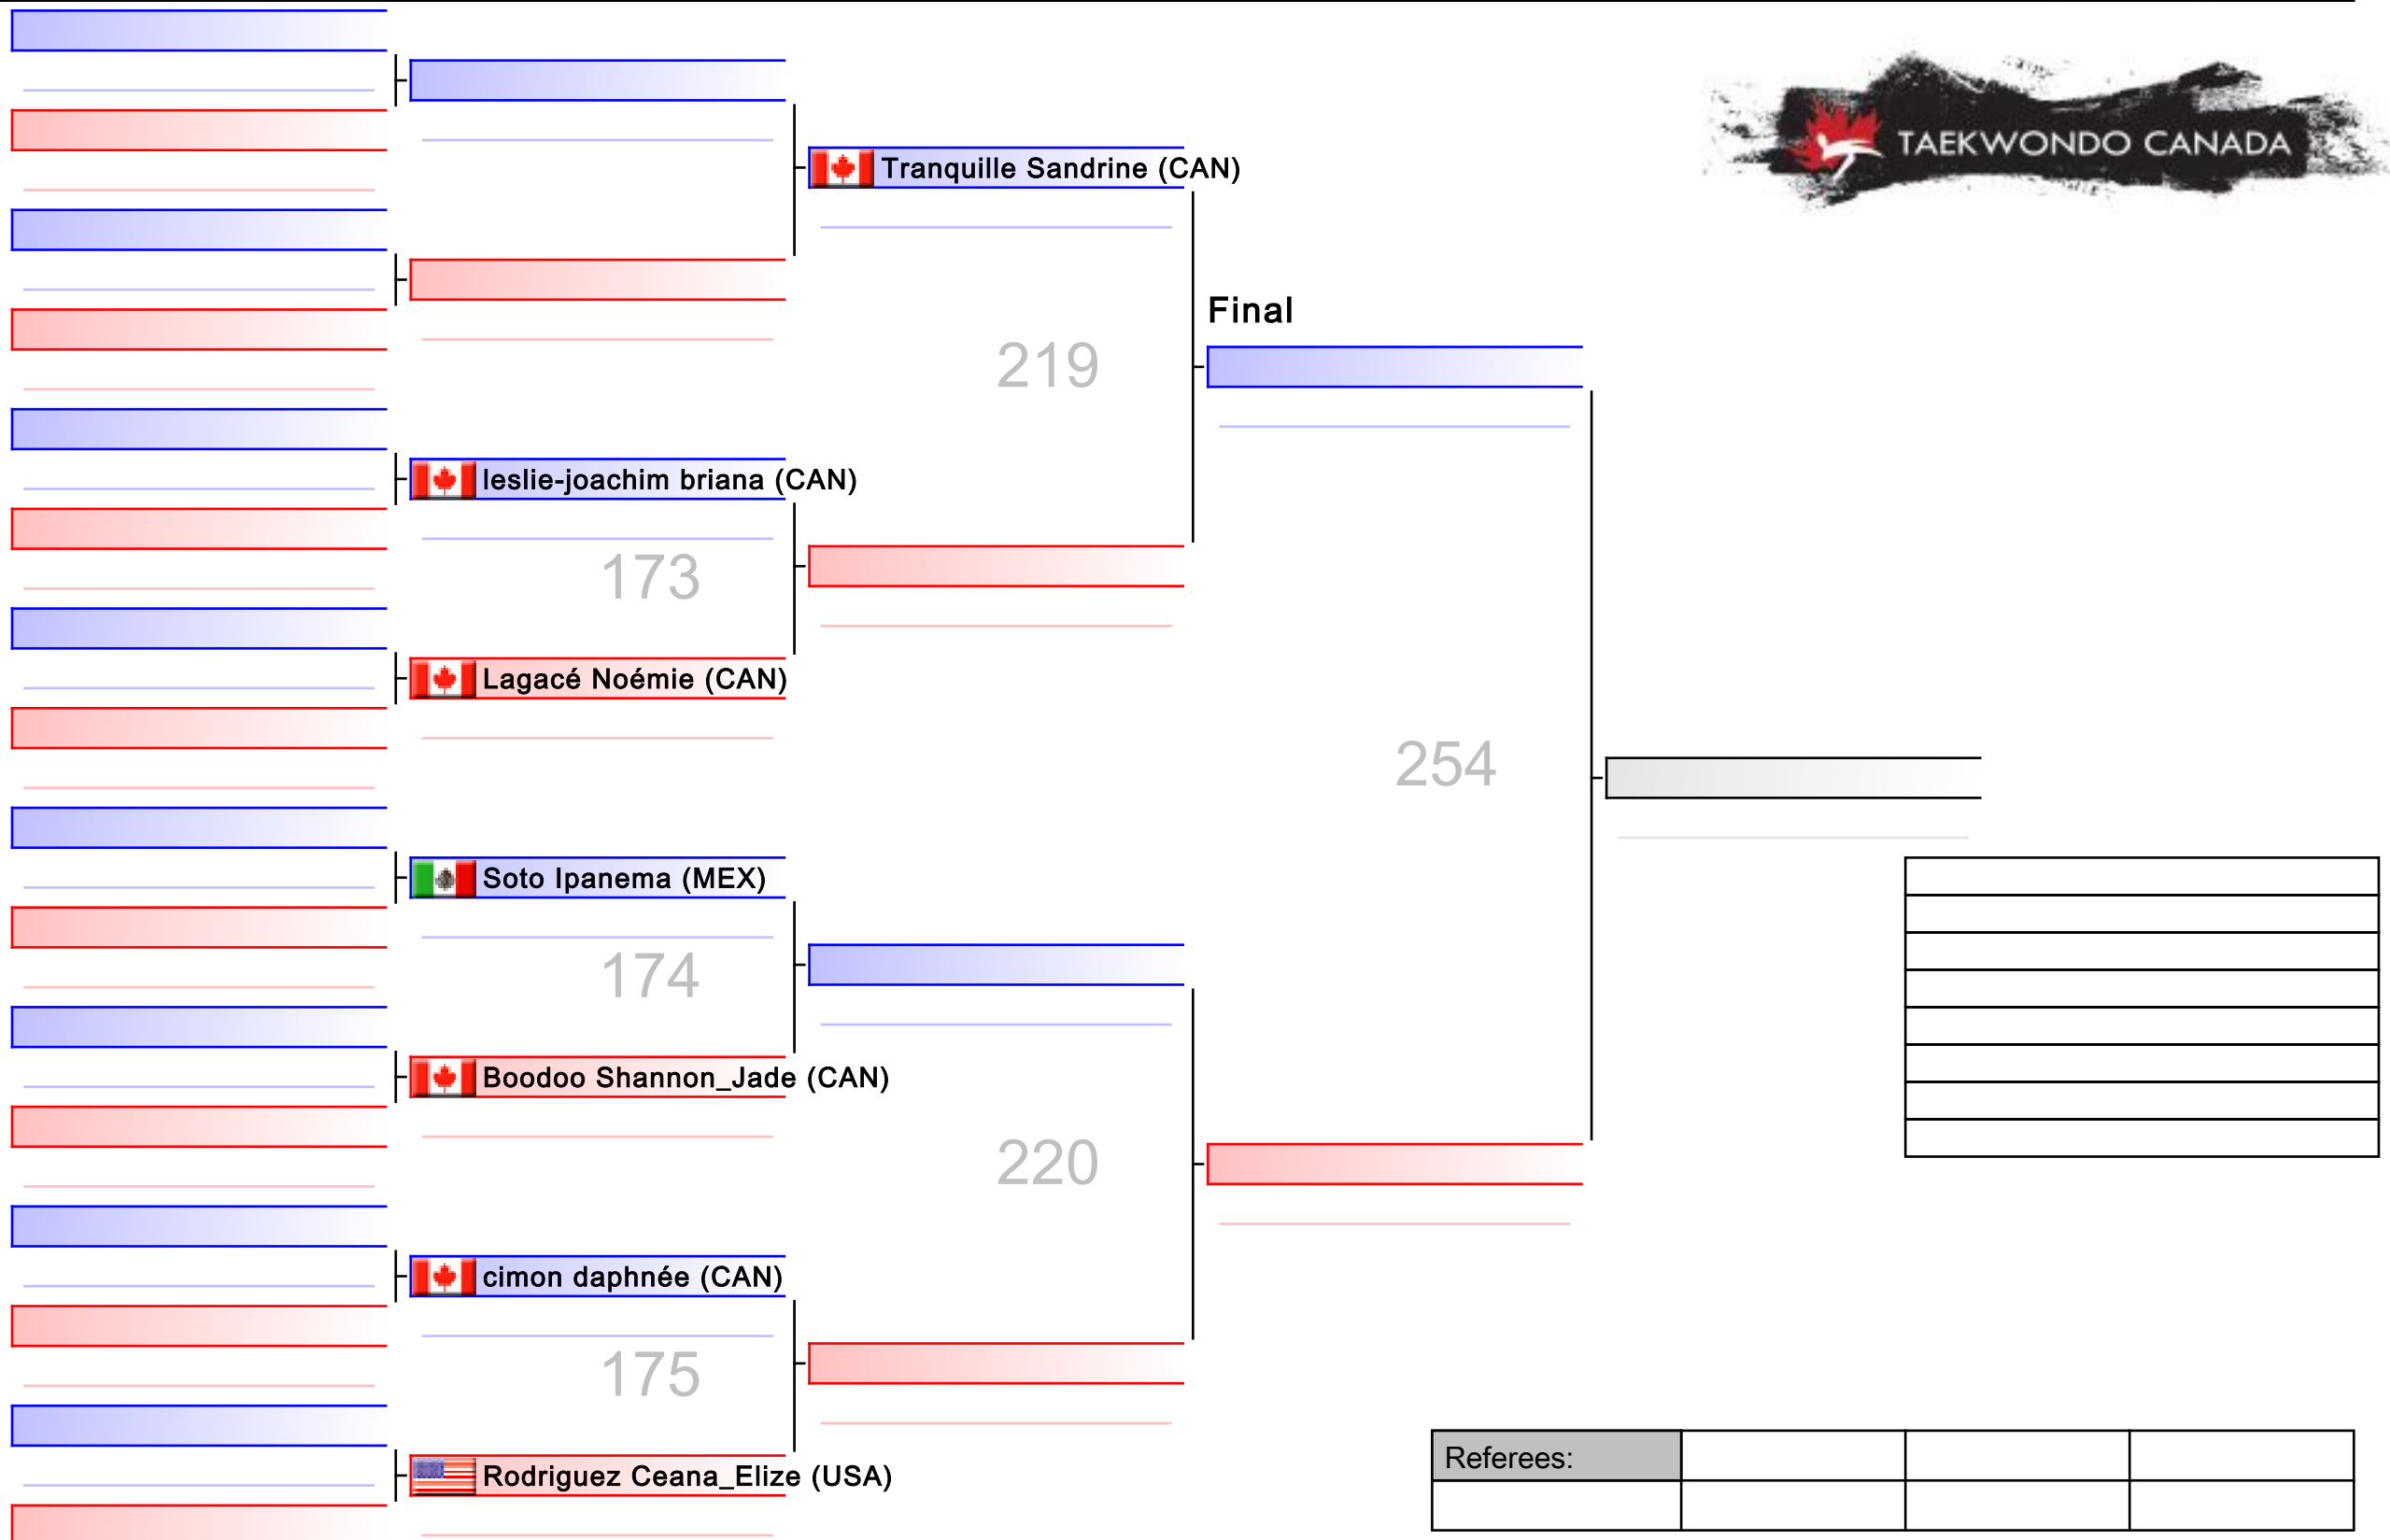 TAEKWONDO CANADA
Tranquille Sandrine (CAN)
Final
219
leslie-joachim briana (CAN)
173
Lagacé Noémie (CAN)
254
Soto Ipanema (MEX)
174
Boodoo Shannon_Jade (CAN)
220
cimon daphnée (CAN)
175
Referees:
Rodriguez Ceana_Elize (USA)